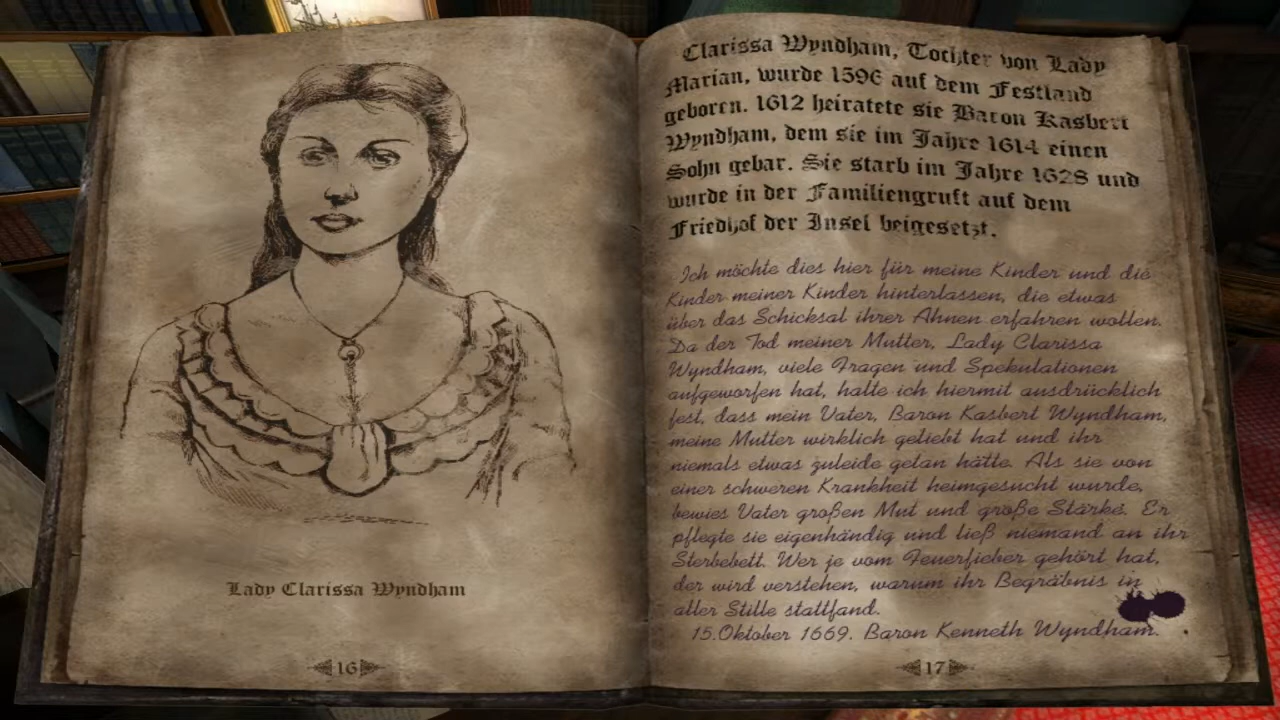 Lady Clarissa Wyndham
16
Clarissa Wyndham, Tochter von Lady
Marian, wurde 1596 auf dem Festland
geboren. 1612 heiratete sie Baron Kasbert
Wyndham, dem sie im Jahre 1614 einen
Sohn gebar. Sie starb im Jahre 1628 und
wurde in der Familiengruft auf dem
Friedhof der Insel beigesetzt.
Ich möchte dies hier für meine Kinder und die
Kinder meiner Kinder hinterlassen, die etwas
über das Schicksal ihrer Ahnen erfahren wollen.
Da der Tod meiner Mutter, Lady Clarissa
Wyndham, viele Fragen und Spekulationen
aufgeworfen hat, halte ich hiermit ausdrücklich
fest, dass mein Vater, Baron Kasbert Wyndham,
meine Mutter wirklich geliebt hat und ihr
niemals etwas zuleide getan hätte. Als sie von
einer schweren Krankheit heimgesucht wurde,
bewies Vater großen Mut und große Stärke. Er
pflegte sie eigenhändig und ließ niemand an ihr
Sterbebett. Wer je vom Feuerfieber gehört hat,
der wird verstehen, warum ihr Begräbnis in
aller Stille stattfand.
15.Oktober 1669. Baron Kenneth Wyndham.
17